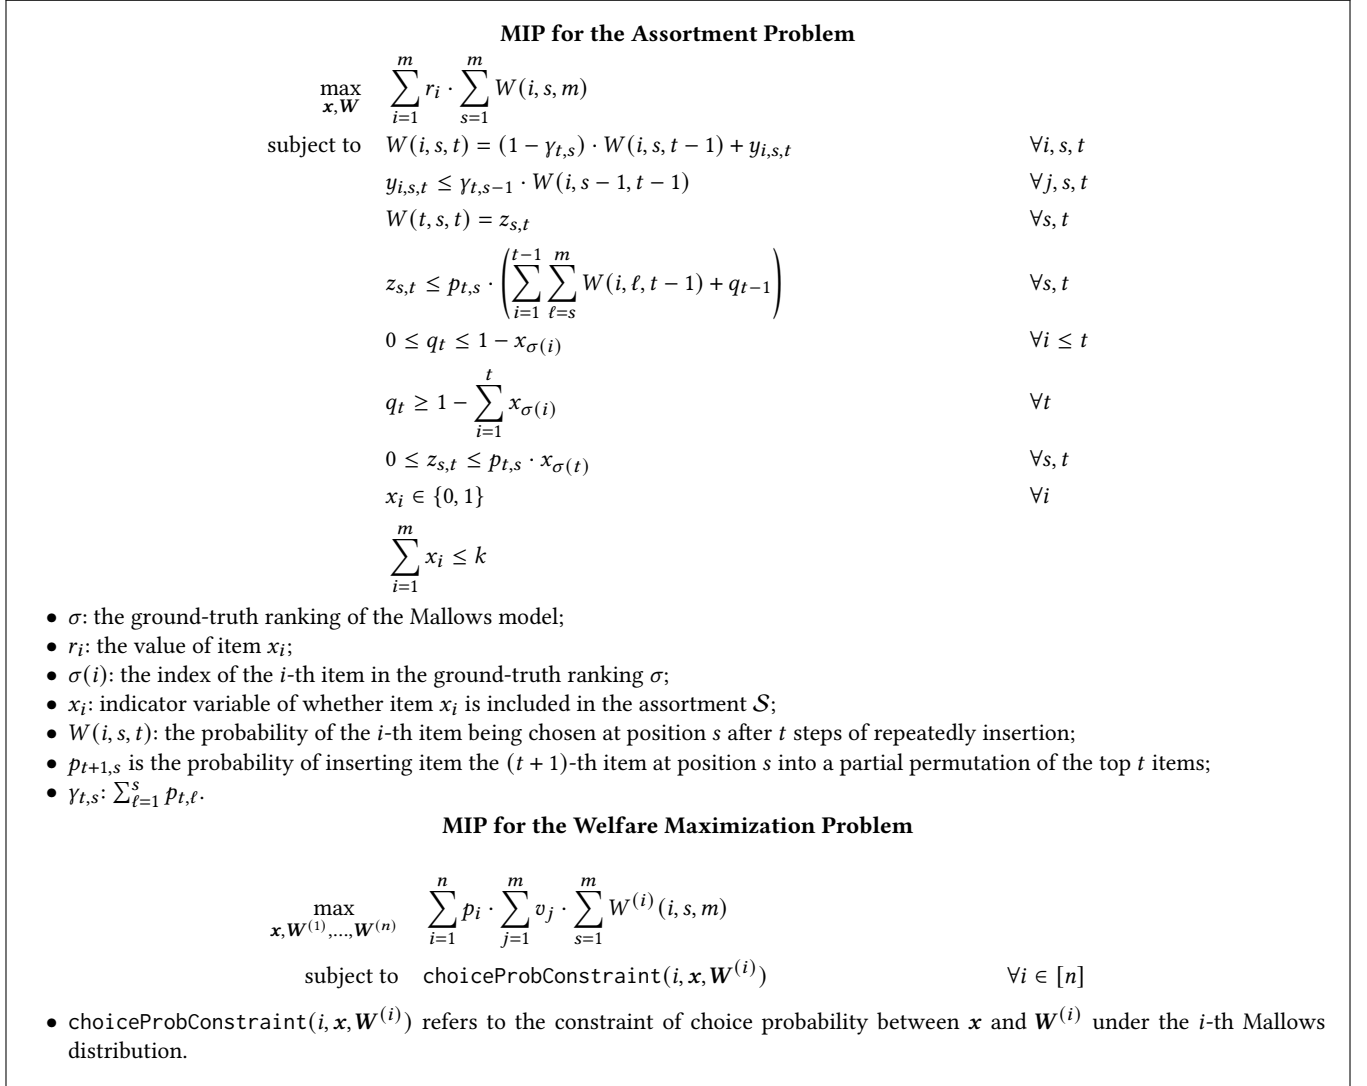 MIP for the Assortment Problem
max_{x,W} ∑_{i=1}^{m} r_i · ∑_{s=1}^{m} W(i, s, m)
subject to W(i, s, t) = (1 − γ_{t,s}) · W(i, s, t − 1) + y_{i,s,t} ∀i, s, t
y_{i,s,t} ≤ γ_{t,s−1} · W(i, s − 1, t − 1) ∀j, s, t
W(t, s, t) = z_{s,t} ∀s, t
z_{s,t} ≤ p_{t,s} · (∑_{i=1}^{t−1} ∑_{ℓ=s}^{m} W(i, ℓ, t − 1) + q_{t−1}) ∀s, t
0 ≤ q_t ≤ 1 − x_{σ(i)} ∀i ≤ t
q_t ≥ 1 − ∑_{i=1}^{t} x_{σ(i)} ∀t
0 ≤ z_{s,t} ≤ p_{t,s} · x_{σ(t)} ∀s, t
x_i ∈ {0, 1} ∀i
∑_{i=1}^{m} x_i ≤ k
• σ: the ground-truth ranking of the Mallows model;
• r_i: the value of item x_i;
• σ(i): the index of the i-th item in the ground-truth ranking σ;
• x_i: indicator variable of whether item x_i is included in the assortment S;
• W(i, s, t): the probability of the i-th item being chosen at position s after t steps of repeatedly insertion;
• p_{t+1,s} is the probability of inserting item the (t + 1)-th item at position s into a partial permutation of the top t items;
• γ_{t,s}: ∑_{ℓ=1}^{s} p_{t,ℓ}.
MIP for the Welfare Maximization Problem
max_{x,W^{(1)},...,W^{(n)}} ∑_{i=1}^{n} p_i · ∑_{j=1}^{m} v_j · ∑_{s=1}^{m} W^{(i)}(i, s, m)
subject to choiceProbConstraint(i, x, W^{(i)}) ∀i ∈ [n]
• choiceProbConstraint(i, x, W^{(i)}) refers to the constraint of choice probability between x and W^{(i)} under the i-th Mallows
distribution.